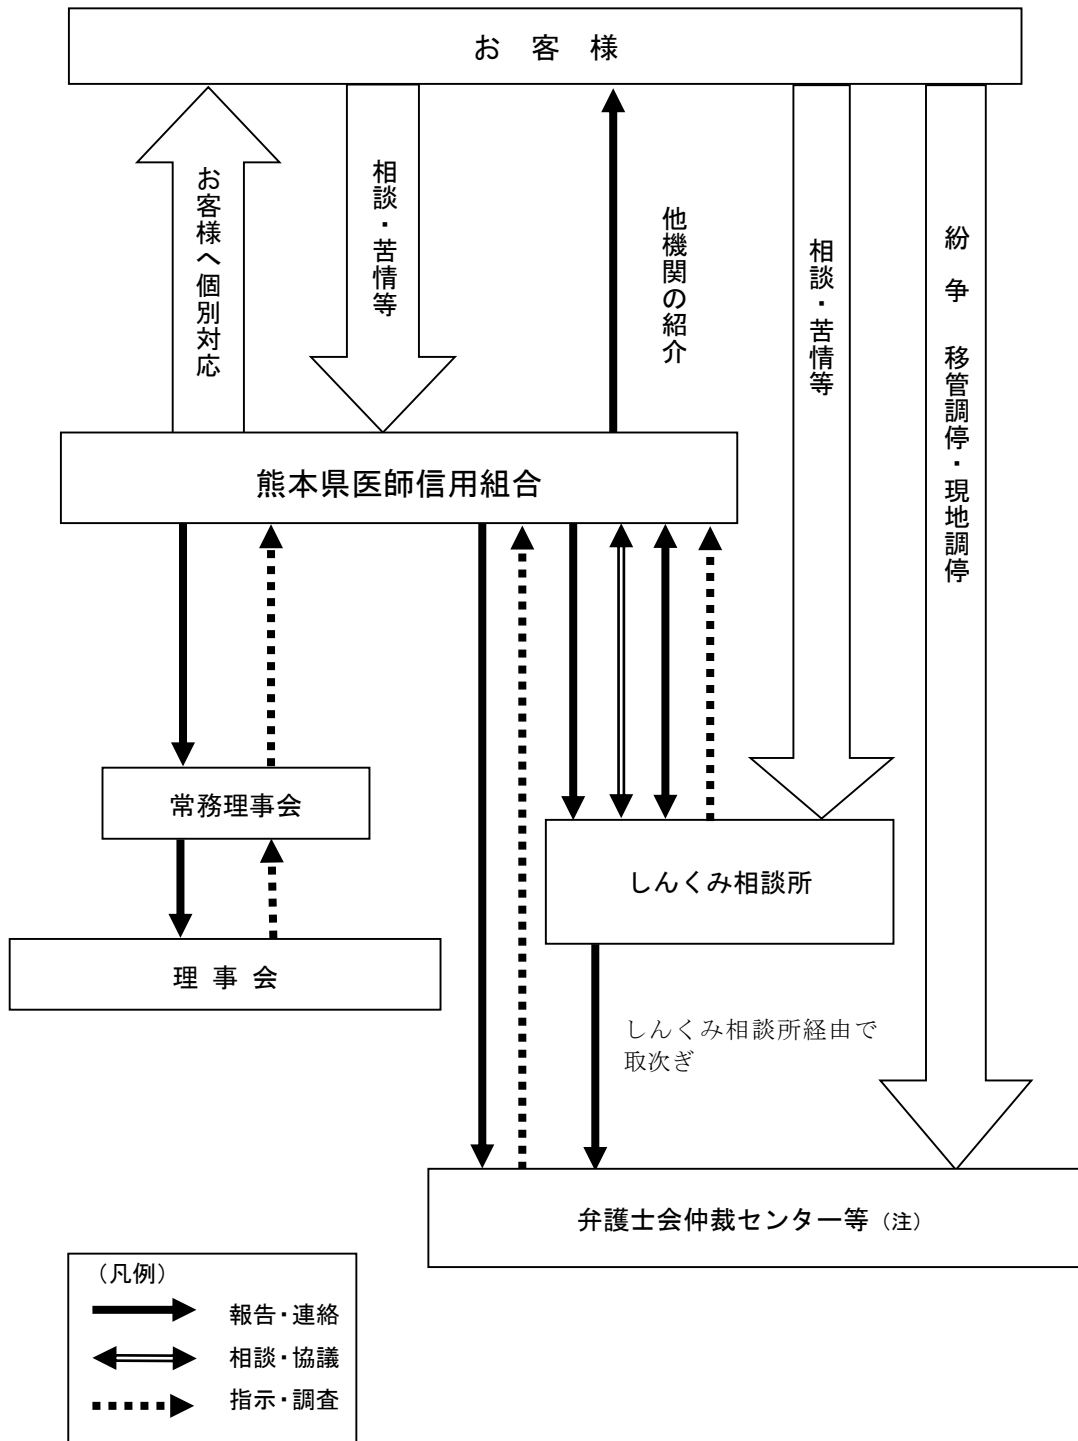 お　客　様
お客様へ個別対応
相談・苦情等
他機関の紹介
相談・苦情等
紛　争　移管調停・現地調停
熊本県医師信用組合
常務理事会
しんくみ相談所
理 事 会
しんくみ相談所経由で
取次ぎ
弁護士会仲裁センター等（注）
（凡例）
報告・連絡
相談・協議
指示・調査